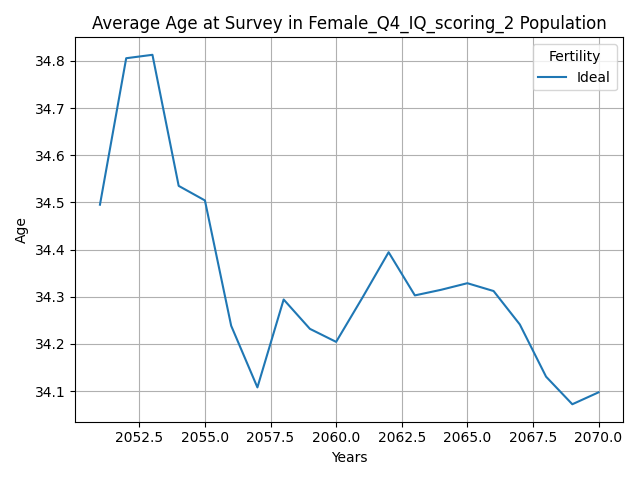 Average Age at Survey in Female_Q4_IQ_scoring_2 Population
Fertility
Ideal
34.8
34.7
34.6
34.5
34.4
34.3
34.2
34.1
Age
2052.5 2055.0 2057.5 2060.0 2062.5 2065.0 2067.5 2070.0
Years